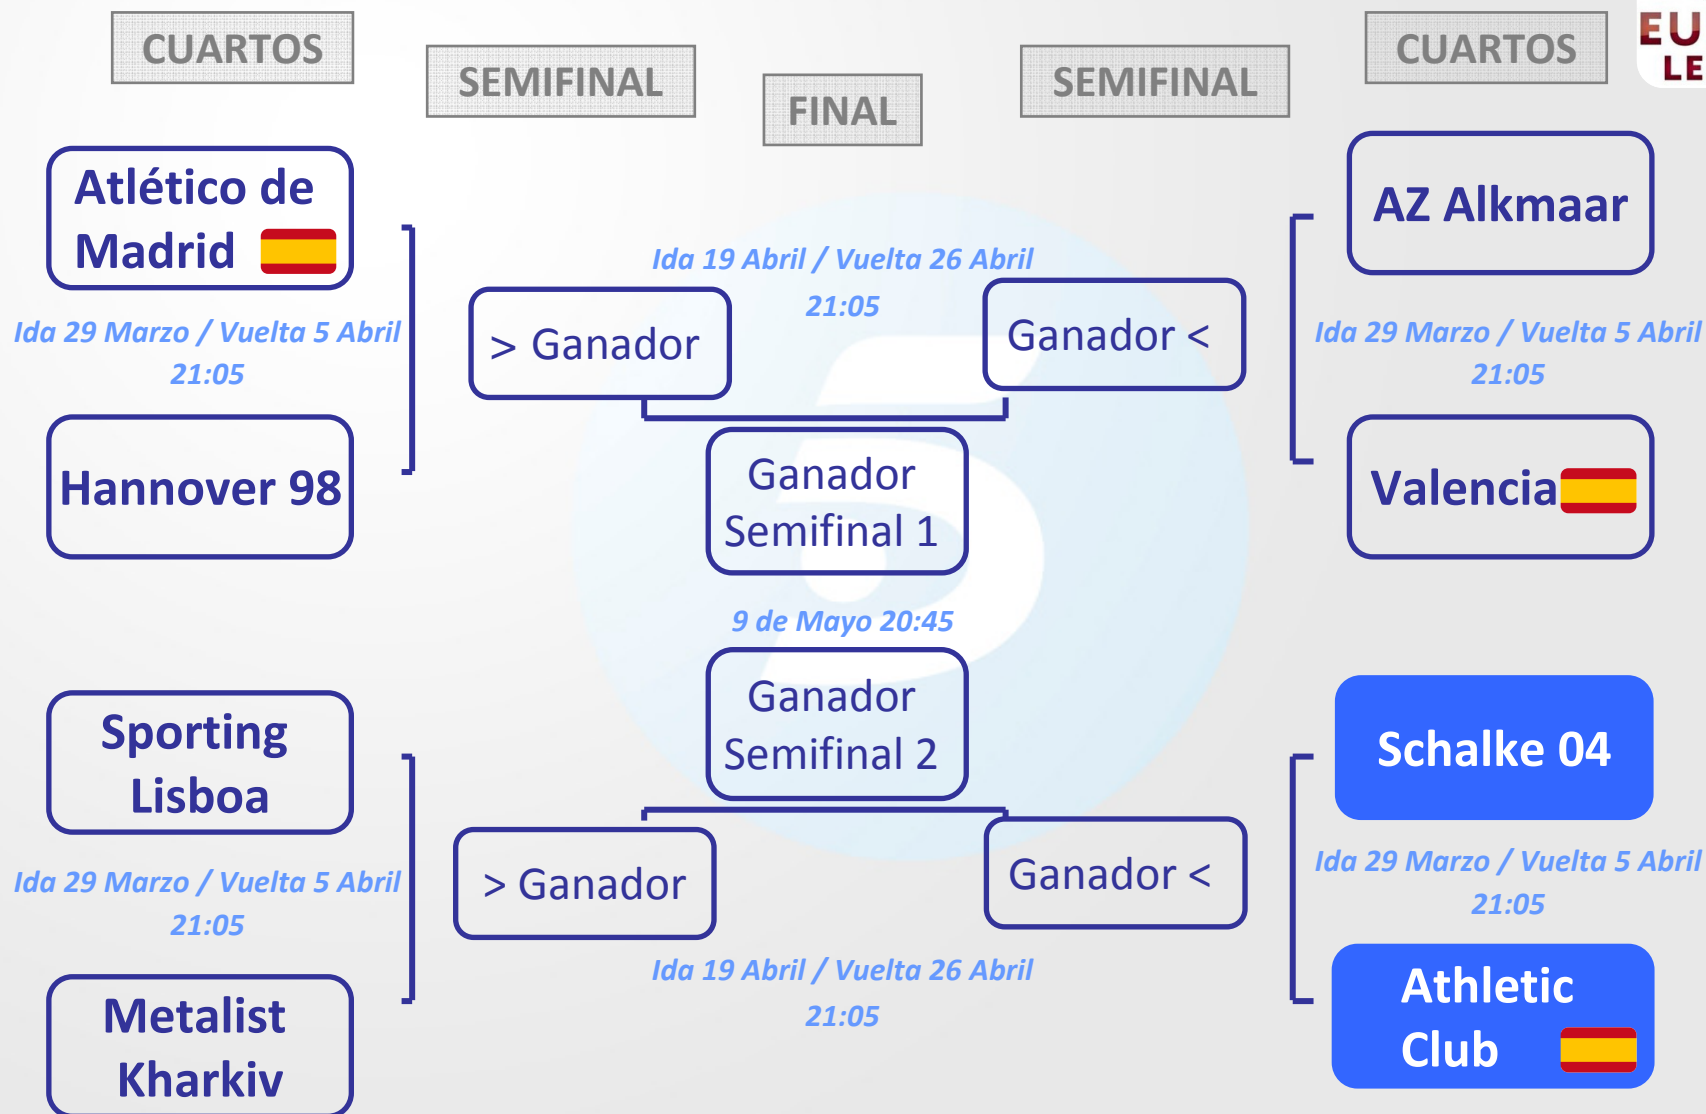 CUARTOS
SEMIFINAL
FINAL
SEMIFINAL
CUARTOS
EU
LE
Atlético de
Madrid
Ida 29 Marzo / Vuelta 5 Abril
21:05
Hannover 98
> Ganador
Ida 19 Abril / Vuelta 26 Abril
21:05
Ganador <
AZ Alkmaar
Ida 29 Marzo / Vuelta 5 Abril
21:05
Valencia
Ganador
Semifinal 1
9 de Mayo 20:45
Ganador
Semifinal 2
Sporting
Lisboa
Ida 29 Marzo / Vuelta 5 Abril
21:05
Metalist
Kharkiv
> Ganador
Ganador <
Ida 19 Abril / Vuelta 26 Abril
21:05
Schalke 04
Ida 29 Marzo / Vuelta 5 Abril
21:05
Athletic
Club